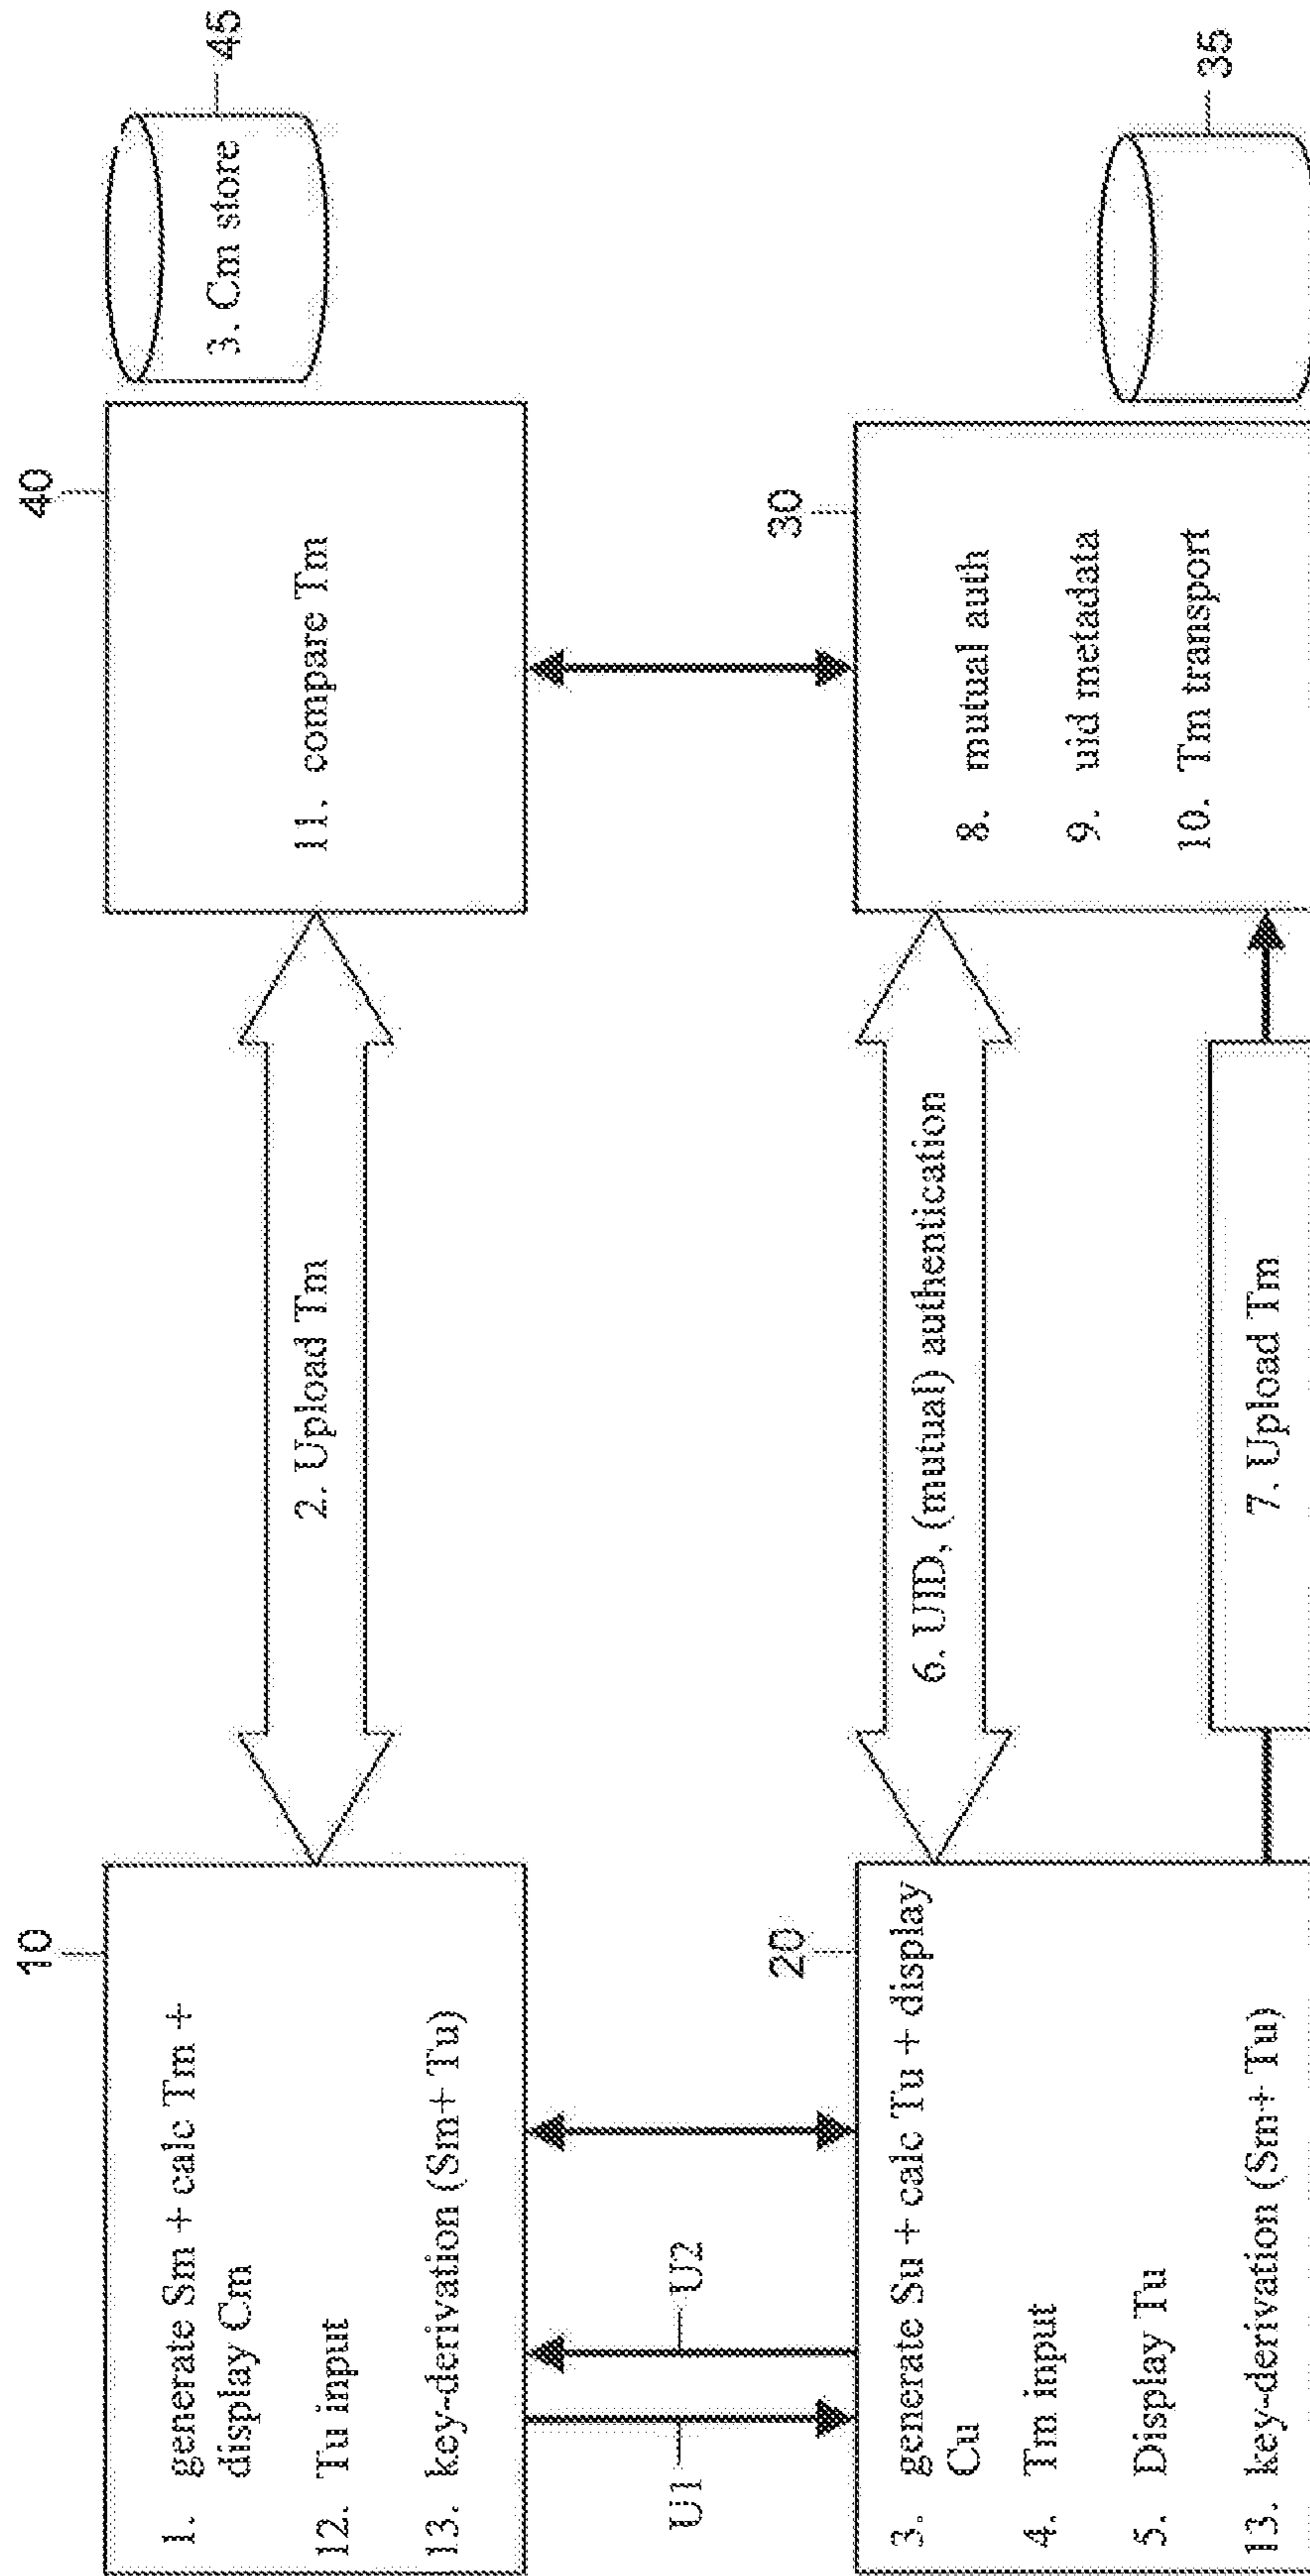 10
1. generate Sm + calc Tm +
display Cm
12. Tu input
13. key-derivation (Sm+ Tu)
2. Upload Tm
40
11. compare Tm
45
3. Cm store
U1
U2
20
3. generate Su + calc Tu + display
Cu
4. Tm input
5. Display Tu
13. key-derivation (Sm+ Tu)
6. UID, (mutual) authentication
7. Upload Tm
30
8. mutual auth
9. uid metadata
10. Tm transport
35